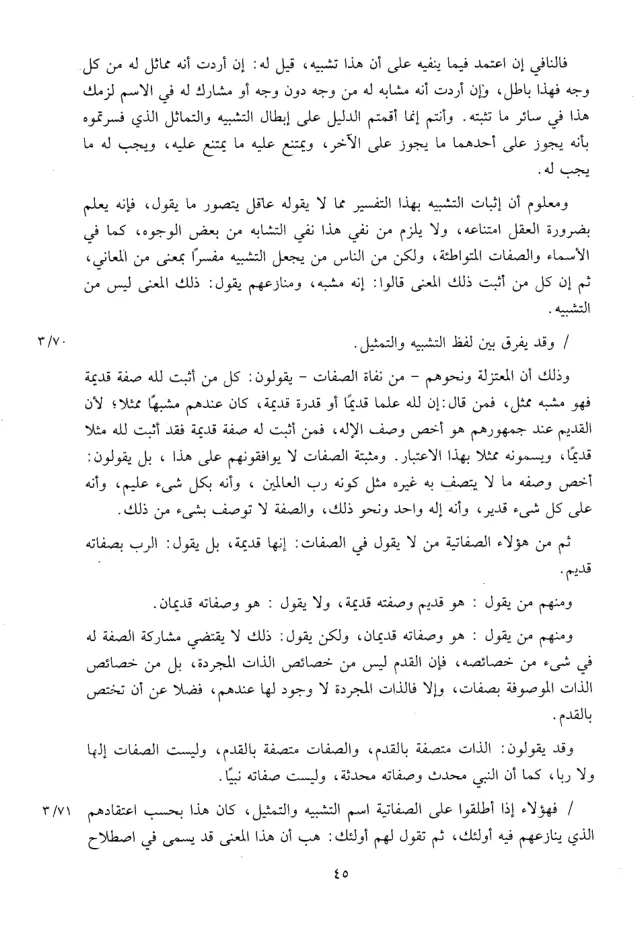 فالنافي إن اعتمد فيما ينفيه على أن هذا تشبيه، قيل له: إن أردت أنه مماثل له من كل
وجه فهذا باطل، وإن أردت أنه مشابه له من وجه دون وجه أو مشارك له في الاسم لزمك
هذا في سائر ما تثبته. وأنتم إنما أقمتم الدليل على إبطال التشبيه والتماثل الذي فسرتموه
بأنه يجوز على أحدهما ما يجوز على الآخر، ويمتنع عليه ما يمتنع عليه، ويجب له ما
يجب له.
ومعلوم أن إثبات التشبيه بهذا التفسير مما لا يقوله عاقل يتصور ما يقول، فإنه يعلم
بضرورة العقل امتناعه، ولا يلزم من نفي هذا نفي التشابه من بعض الوجوه، كما في
الأسماء والصفات المتواطئة، ولكن من الناس من يجعل التشبيه مفسرًا بمعنى من المعاني،
ثم إن كل من أثبت ذلك المعنى قالوا: إنه مشبه، ومنازعهم يقول: ذلك المعنى ليس من
التشبيه.
/ وقد يفرق بين لفظ التشبيه والتمثيل. ٣/٧٠
وذلك أن المعتزلة ونحوهم – من نفاة الصفات – يقولون: كل من أثبت لله صفة قديمة
فهو مشبه ممثل، فمن قال: إن لله علما قديمًا أو قدرة قديمة، كان عندهم مشبهًا ممثلا؛ لأن
القديم عند جمهورهم هو أخص وصف الإله، فمن أثبت له صفة قديمة فقد أثبت لله مثلا
قديمًا، ويسمونه ممثلا بهذا الاعتبار. ومثبتة الصفات لا يوافقونهم على هذا ، بل يقولون:
أخص وصفه ما لا يتصف به غيره مثل كونه رب العالمين ، وأنه بكل شىء عليم، وأنه
على كل شىء قدير، وأنه إله واحد ونحو ذلك، والصفة لا توصف بشىء من ذلك.
ثم من هؤلاء الصفاتية من لا يقول في الصفات: إنها قديمة، بل يقول: الرب بصفاته
قديم.
ومنهم من يقول : هو قديم وصفته قديمة، ولا يقول : هو وصفاته قديمان.
ومنهم من يقول : هو وصفاته قديمان، ولكن يقول: ذلك لا يقتضي مشاركة الصفة له
في شىء من خصائصه، فإن القدم ليس من خصائص الذات المجردة، بل من خصائص
الذات الموصوفة بصفات، وإلا فالذات المجردة لا وجود لها عندهم، فضلا عن أن تختص
بالقدم.
وقد يقولون: الذات متصفة بالقدم، والصفات متصفة بالقدم، وليست الصفات إلها
ولا ربا، كما أن النبي محدث وصفاته محدثة، وليست صفاته نبيًا.
/ فهؤلاء إذا أطلقوا على الصفاتية اسم التشبيه والتمثيل، كان هذا بحسب اعتقادهم ٣/٧١
الذي ينازعهم فيه أولئك، ثم تقول لهم أولئك: هب أن هذا المعنى قد يسمى في اصطلاح
٤٥